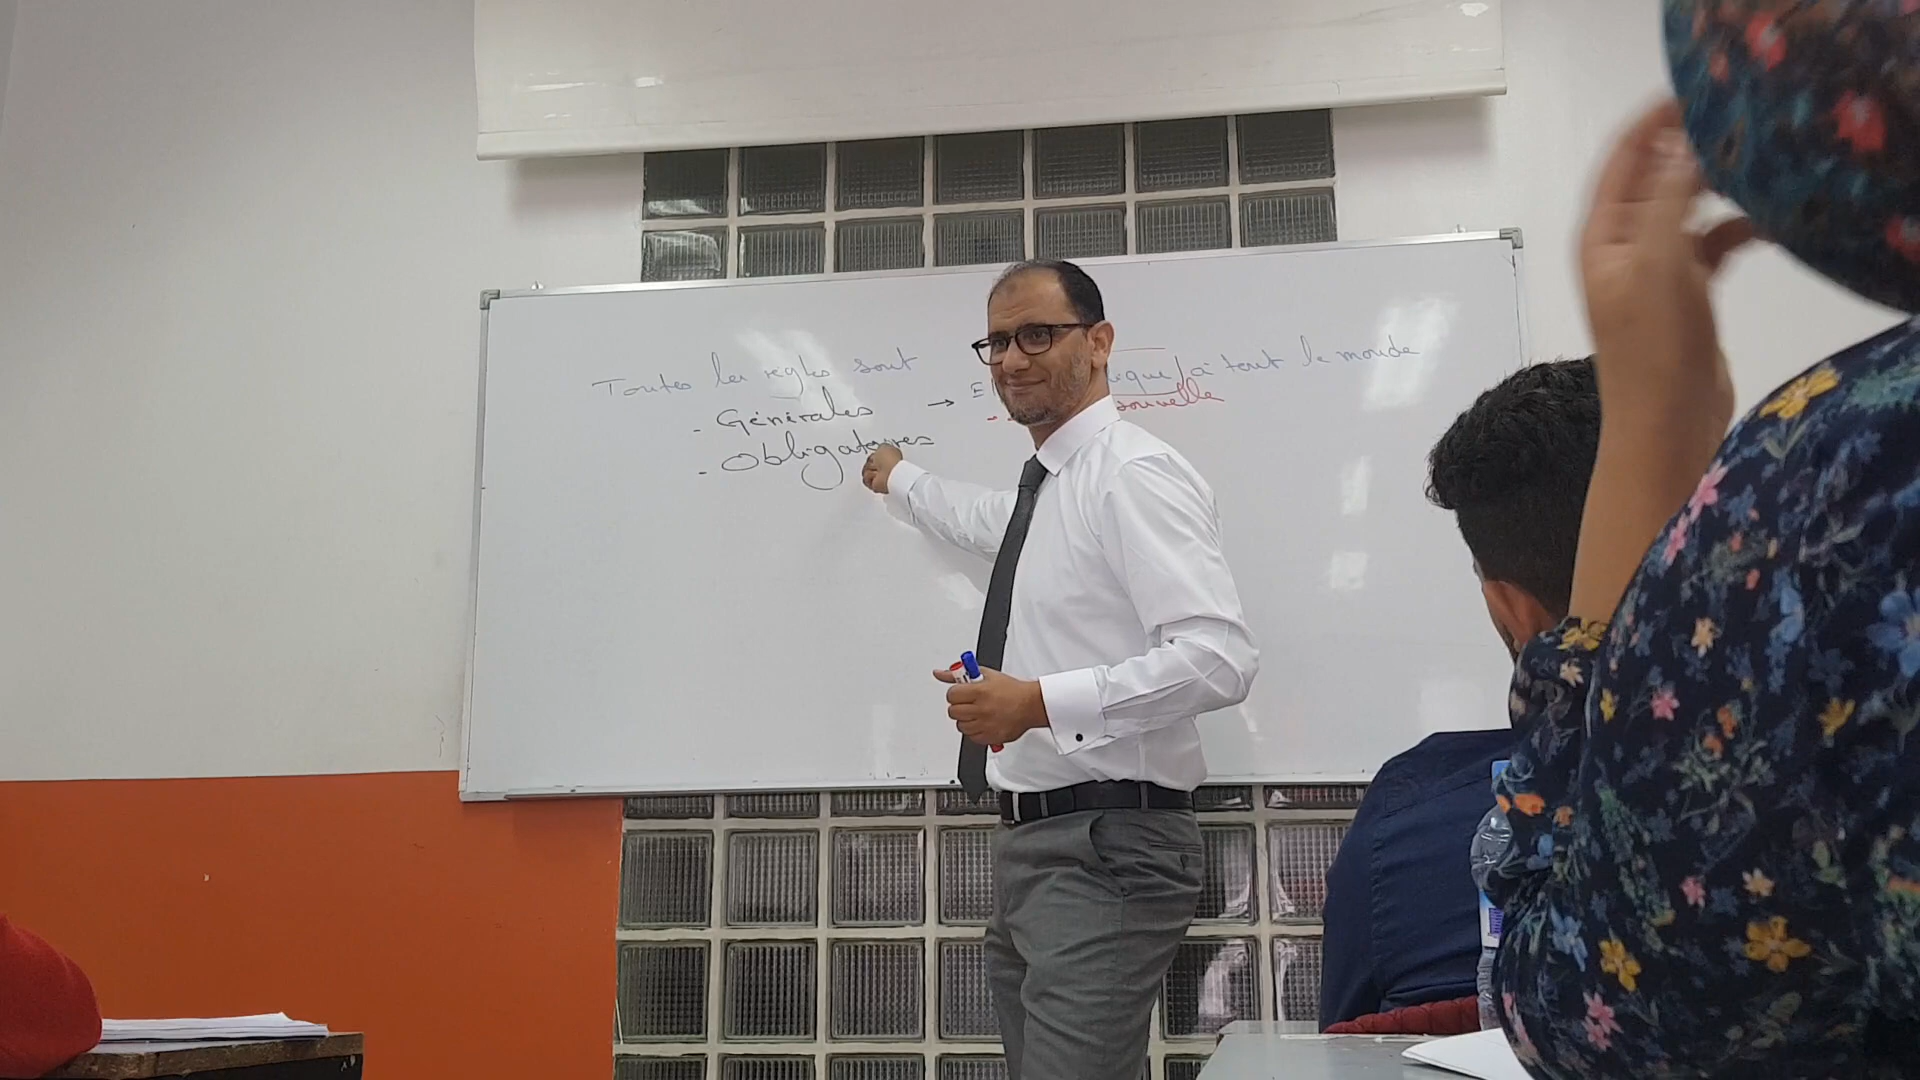 Toutes les règles sont
- Générales → à tout le monde
- Obligatoires